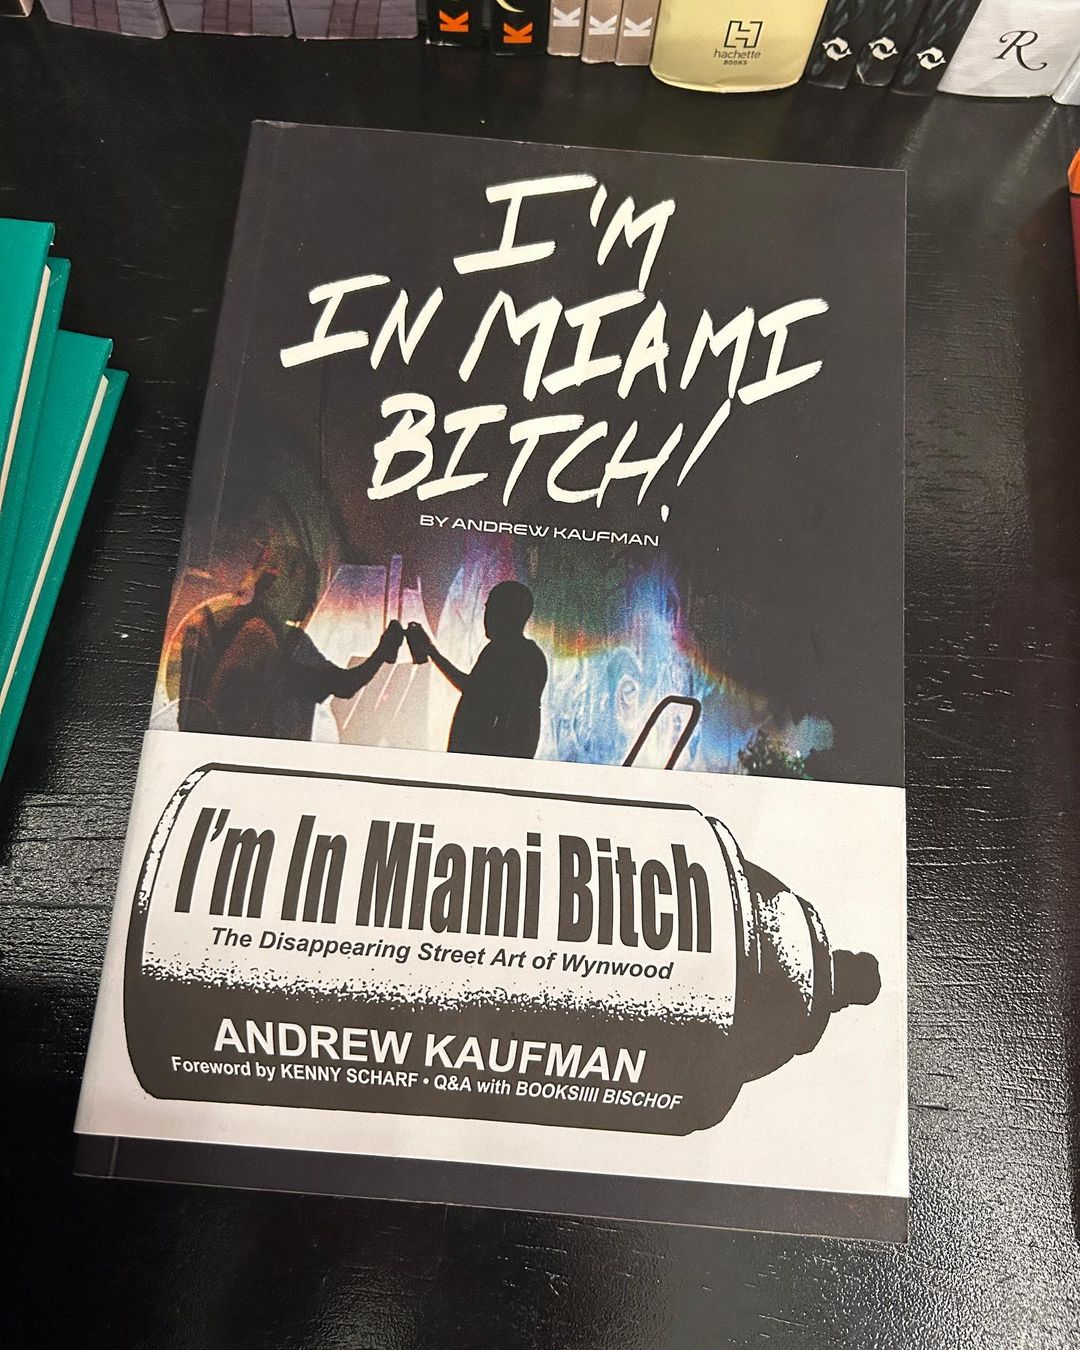 K
K
K
K
K
H
hachette
BOOKS
R
I'M
IN MIAMI
BITCH!
BY ANDREW KAUFMAN
I'm In Miami Bitch
The Disappearing Street Art of Wynwood
ANDREW KAUFMAN
Foreword by KENNY SCHARF • Q&A with BOOKSIIII BISCHOF